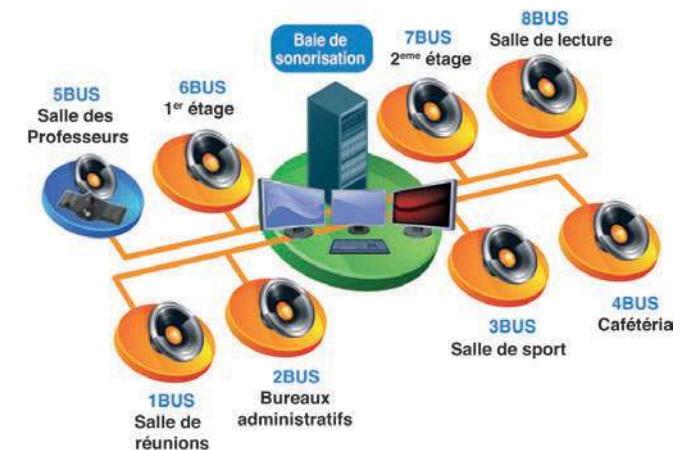 Baie de
sonorisation
8BUS
Salle de lecture
7BUS
2eme étage
6BUS
1er étage
5BUS
Salle des
Professeurs
4BUS
Cafétéria
3BUS
Salle de sport
2BUS
Bureaux
administratifs
1BUS
Salle de
réunions